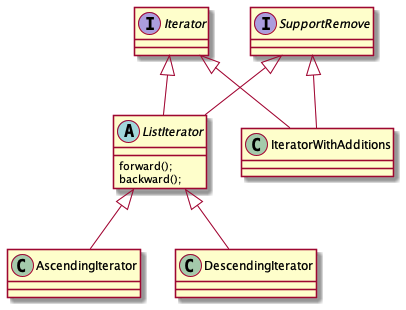 I Iterator
I SupportRemove
A ListIterator
forward();
backward();
C IteratorWithAdditions
C AscendingIterator
C DescendingIterator